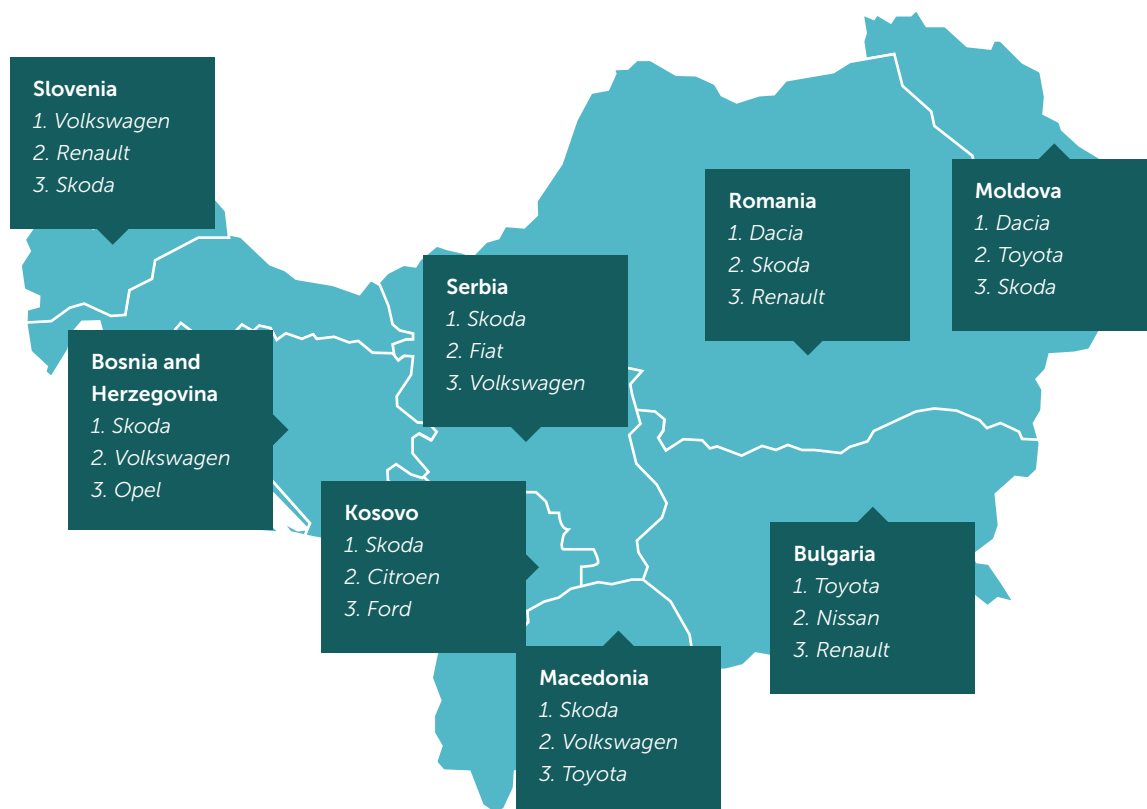 Slovenia
1. Volkswagen
2. Renault
3. Skoda
Bosnia and
Herzegovina
1. Skoda
2. Volkswagen
3. Opel
Serbia
1. Skoda
2. Fiat
3. Volkswagen
Romania
1. Dacia
2. Skoda
3. Renault
Moldova
1. Dacia
2. Toyota
3. Skoda
Kosovo
1. Skoda
2. Citroen
3. Ford
Macedonia
1. Skoda
2. Volkswagen
3. Toyota
Bulgaria
1. Toyota
2. Nissan
3. Renault